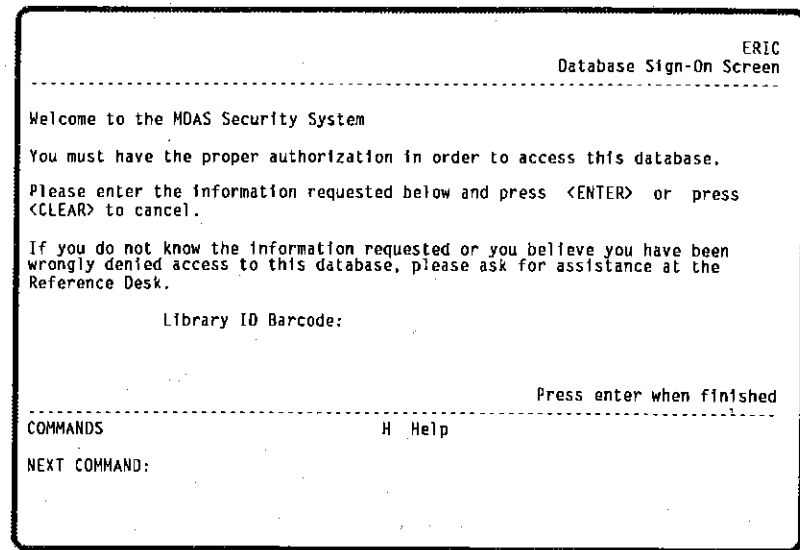 ERIC
Database Sign-On Screen
Welcome to the MDAS Security System
You must have the proper authorization in order to access this database.
Please enter the information requested below and press <ENTER> or press
<CLEAR> to cancel.
If you do not know the information requested or you believe you have been
wrongly denied access to this database, please ask for assistance at the
Reference Desk.
Library ID Barcode:
Press enter when finished
COMMANDS H Help
NEXT COMMAND: